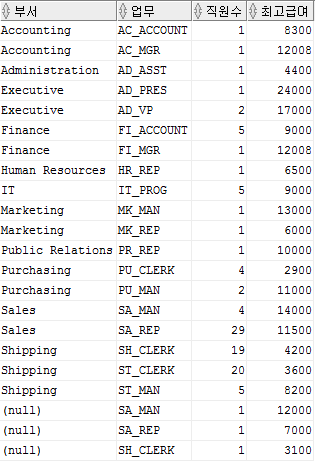 부서 업무 직원수 최고급여
Accounting AC_ACCOUNT 1 8300
Accounting AC_MGR 1 12008
Administration AD_ASST 1 4400
Executive AD_PRES 1 24000
Executive AD_VP 2 17000
Finance FI_ACCOUNT 5 9000
Finance FI_MGR 1 12008
Human Resources HR_REP 1 6500
IT IT_PROG 5 9000
Marketing MK_MAN 1 13000
Marketing MK_REP 1 6000
Public Relations PR_REP 1 10000
Purchasing PU_CLERK 4 2900
Purchasing PU_MAN 2 11000
Sales SA_MAN 4 14000
Sales SA_REP 29 11500
Shipping SH_CLERK 19 4200
Shipping ST_CLERK 20 3600
Shipping ST_MAN 5 8200
(null) SA_MAN 1 12000
(null) SA_REP 1 7000
(null) SH_CLERK 1 3100